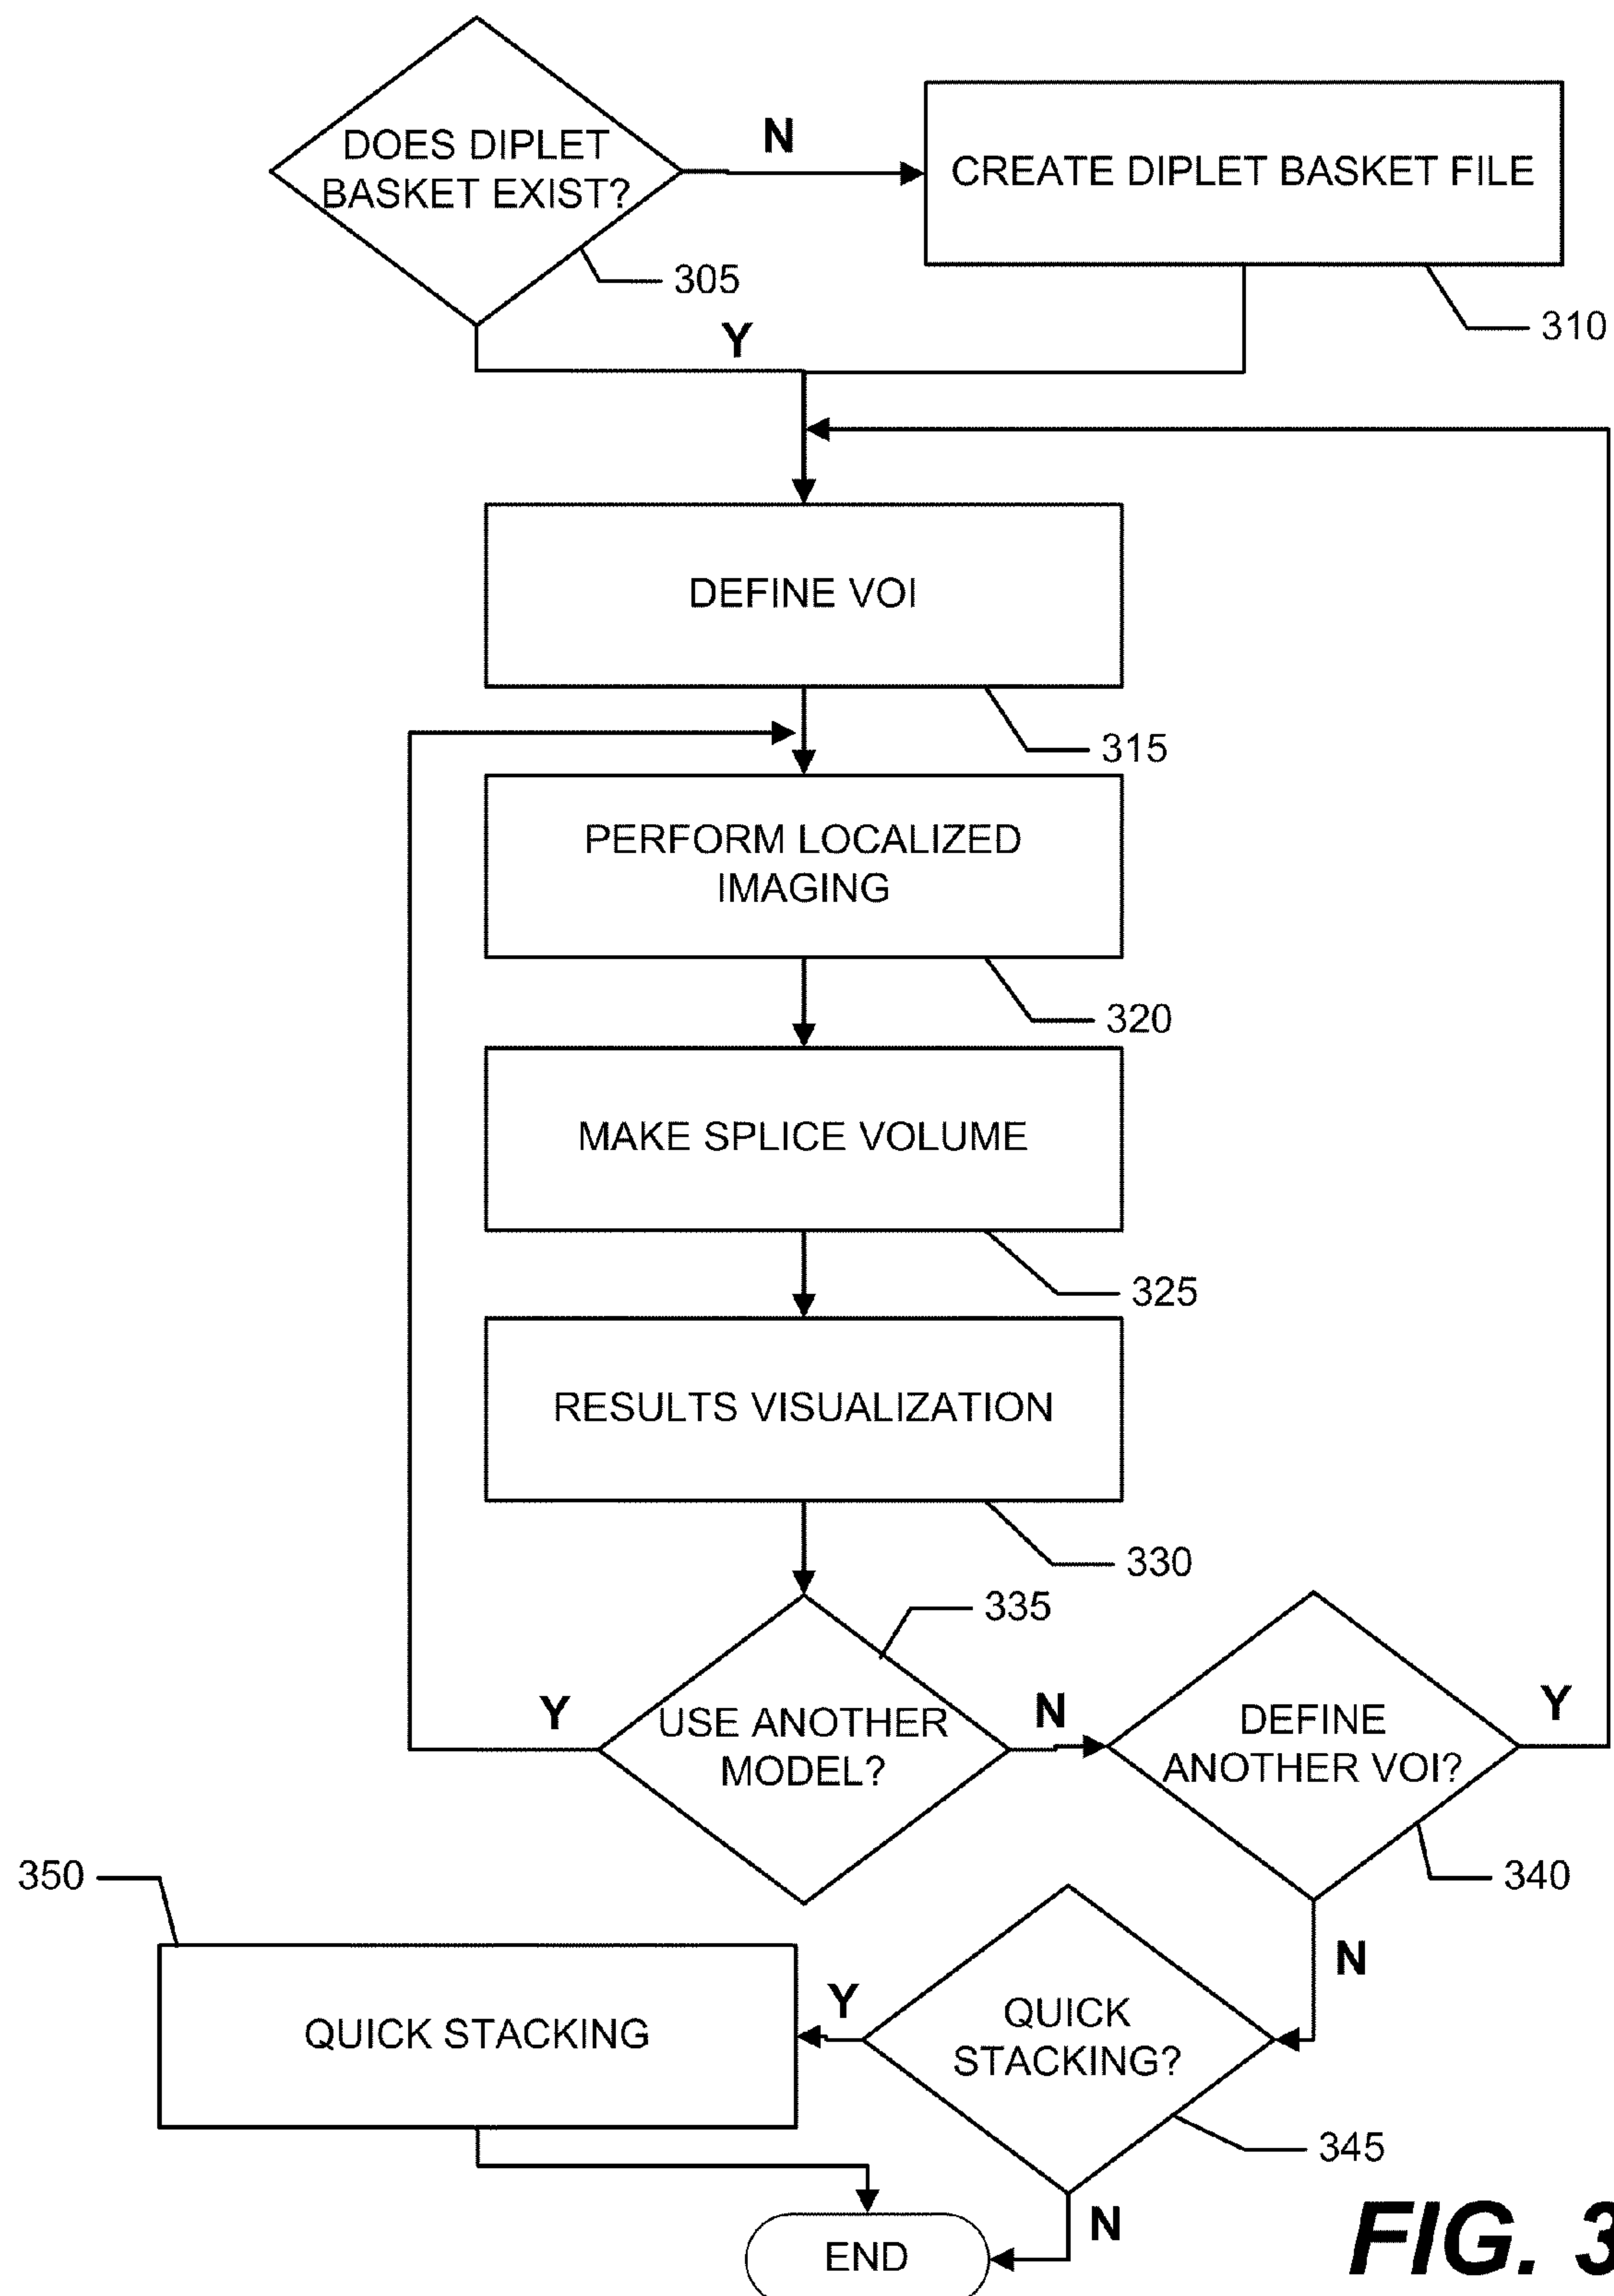 DOES DIPLET
BASKET EXIST?
N
CREATE DIPLET BASKET FILE
305
310
Y
DEFINE VOI
315
PERFORM LOCALIZED
IMAGING
320
MAKE SPLICE VOLUME
325
RESULTS VISUALIZATION
330
335
Y
USE ANOTHER
MODEL?
N
DEFINE
ANOTHER VOI?
Y
340
350
N
QUICK STACKING
Y
QUICK
STACKING?
345
N
END
FIG. 3